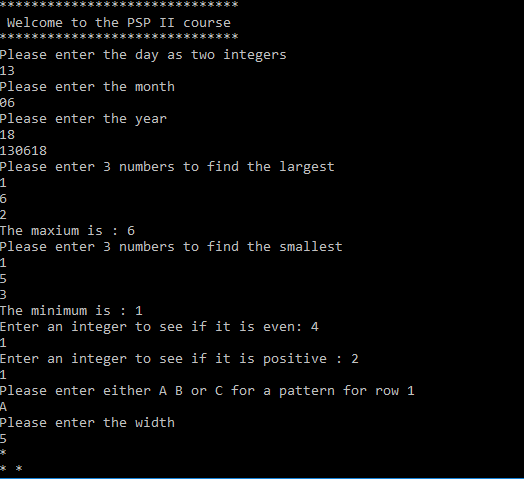 ******************************
Welcome to the PSP II course
******************************
Please enter the day as two integers
13
Please enter the month
06
Please enter the year
18
130618
Please enter 3 numbers to find the largest
1
6
2
The maxium is : 6
Please enter 3 numbers to find the smallest
1
5
3
The minimum is : 1
Enter an integer to see if it is even: 4
1
Enter an integer to see if it is positive : 2
1
Please enter either A B or C for a pattern for row 1
A
Please enter the width
5
*
* *